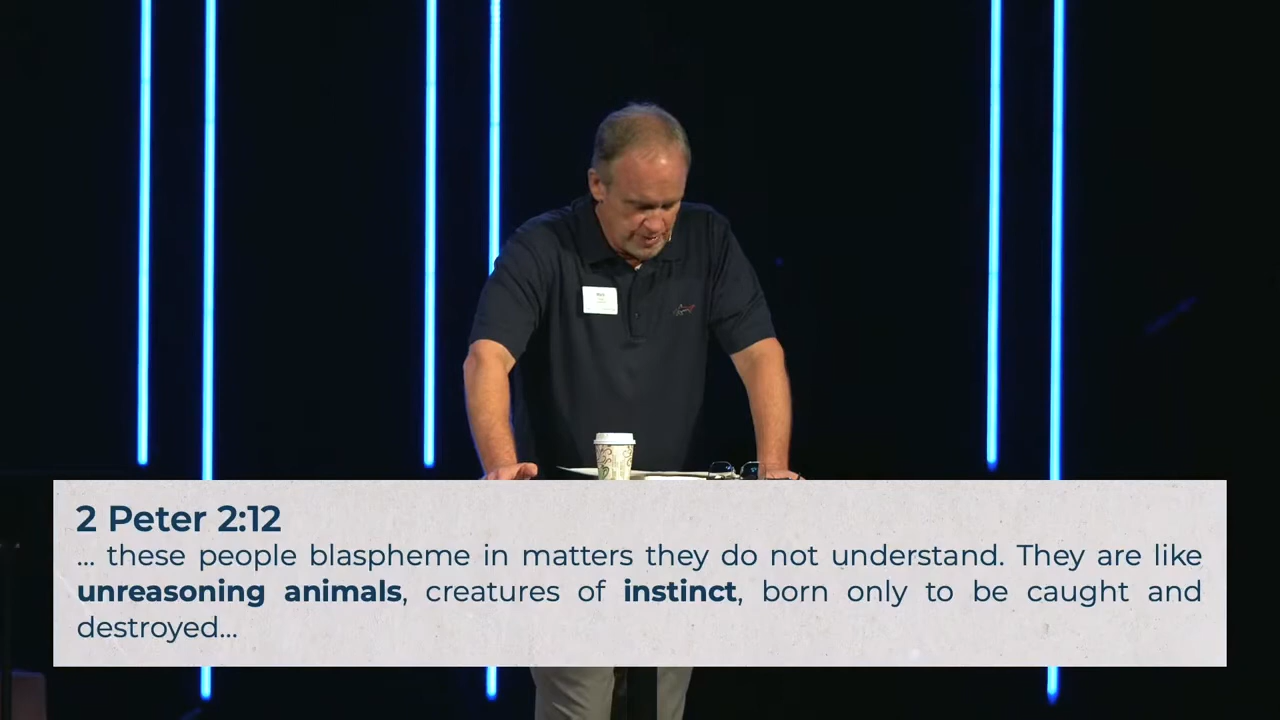 2 Peter 2:12
... these people blaspheme in matters they do not understand. They are like
unreasoning animals, creatures of instinct, born only to be caught and
destroyed...